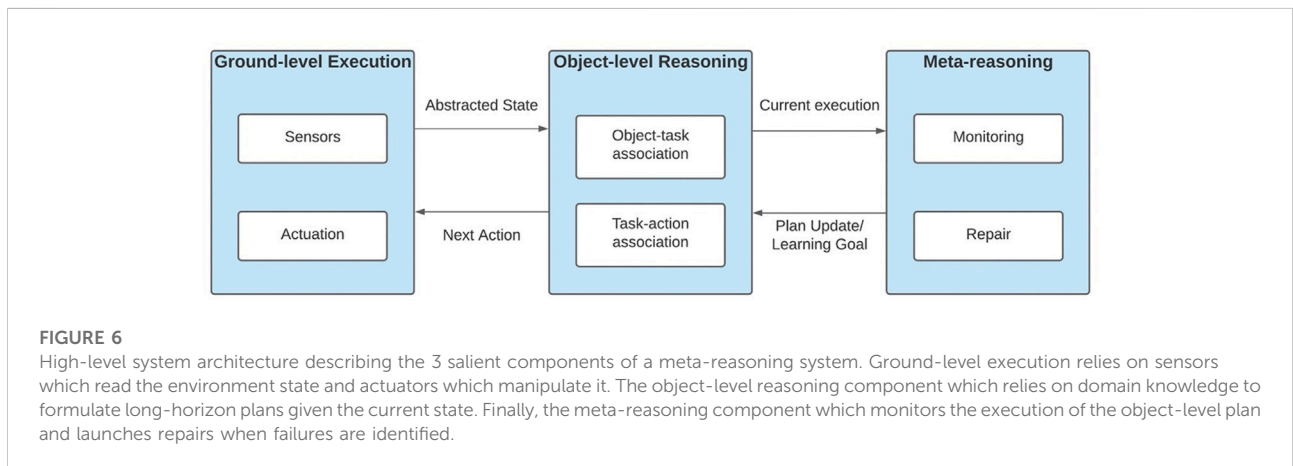 Ground-level Execution
Sensors
Actuation
Abstracted State
Next Action
Object-level Reasoning
Object-task
association
Task-action
association
Current execution
Plan Update/
Learning Goal
Meta-reasoning
Monitoring
Repair
FIGURE 6
High-level system architecture describing the 3 salient components of a meta-reasoning system. Ground-level execution relies on sensors
which read the environment state and actuators which manipulate it. The object-level reasoning component which relies on domain knowledge to
formulate long-horizon plans given the current state. Finally, the meta-reasoning component which monitors the execution of the object-level plan
and launches repairs when failures are identified.